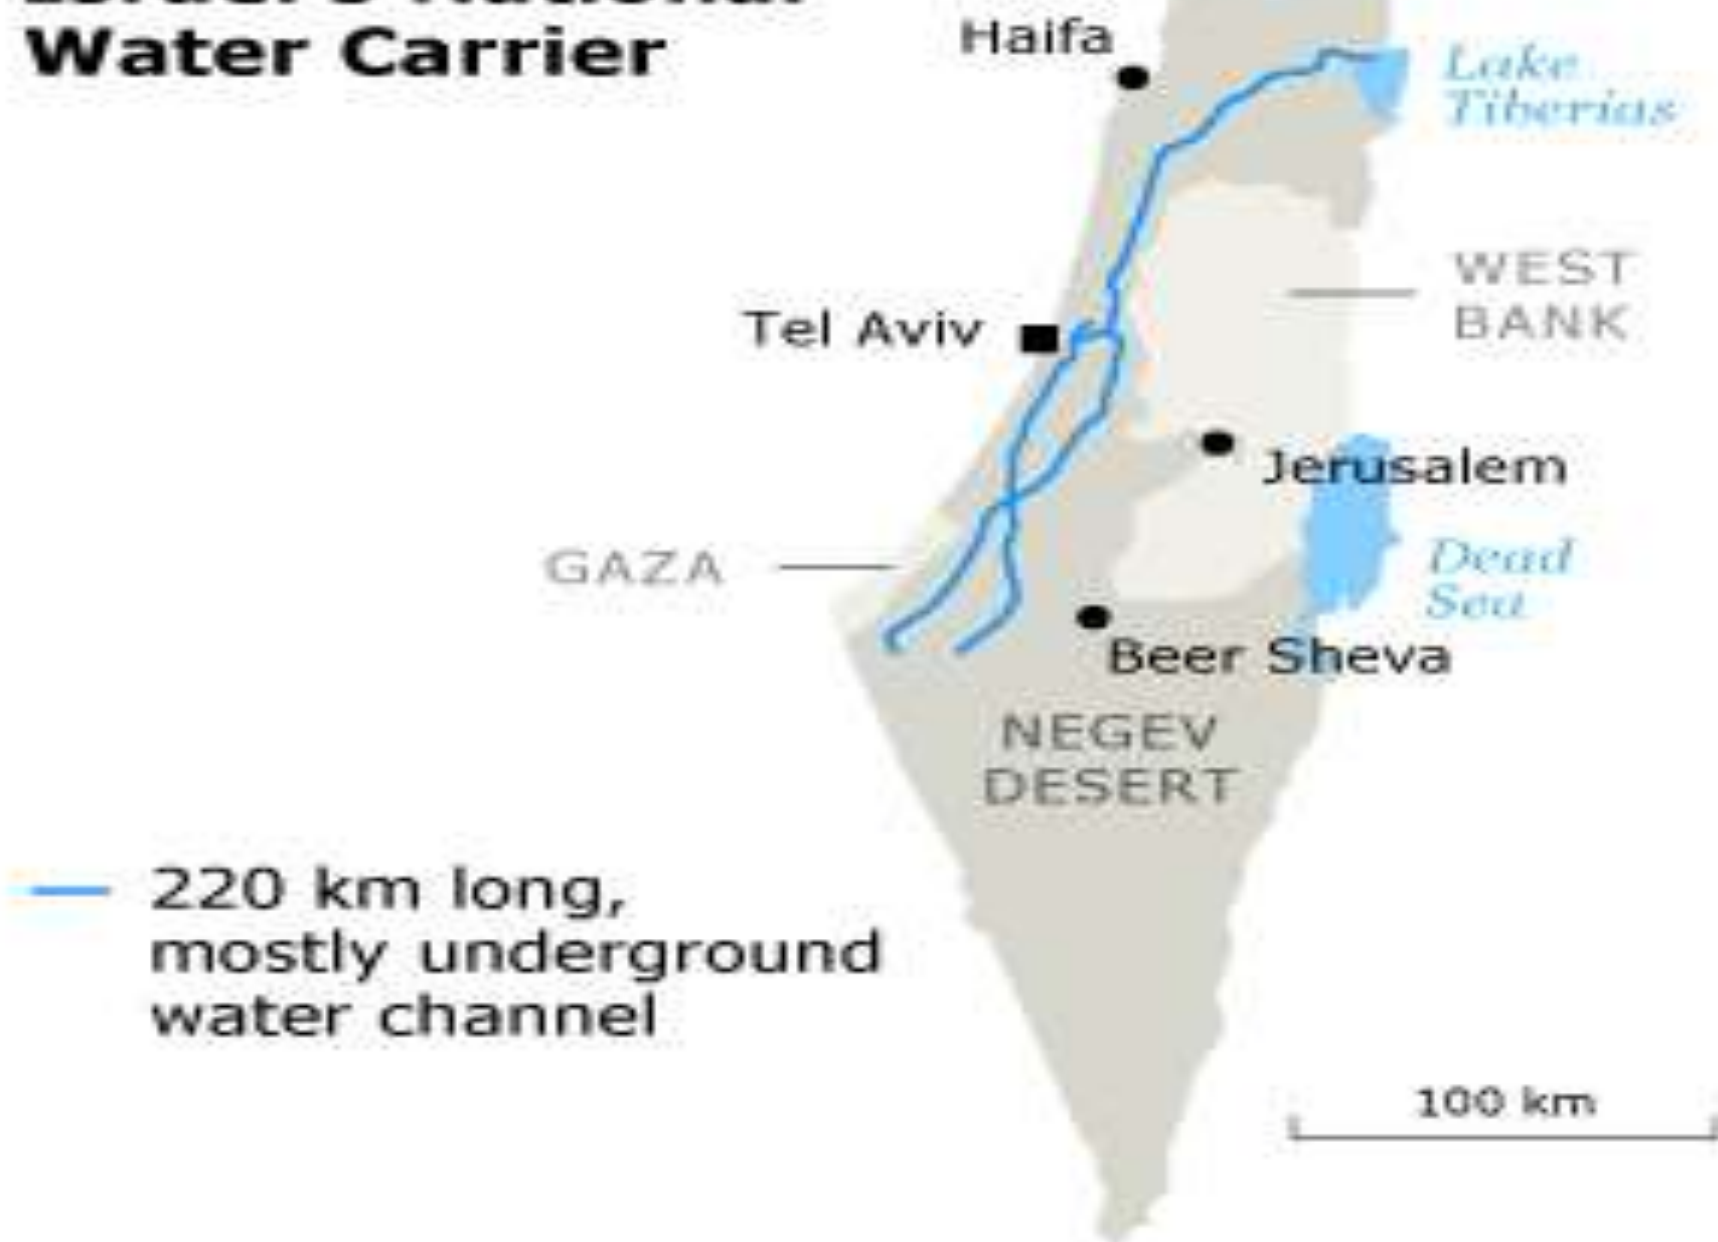 Water Carrier
Haifa
Lake
Tiberias
WEST
BANK
Tel Aviv
Jerusalem
GAZA
Dead
Sea
Beer Sheva
NEGEV
DESERT
220 km long,
mostly underground
water channel
100 km